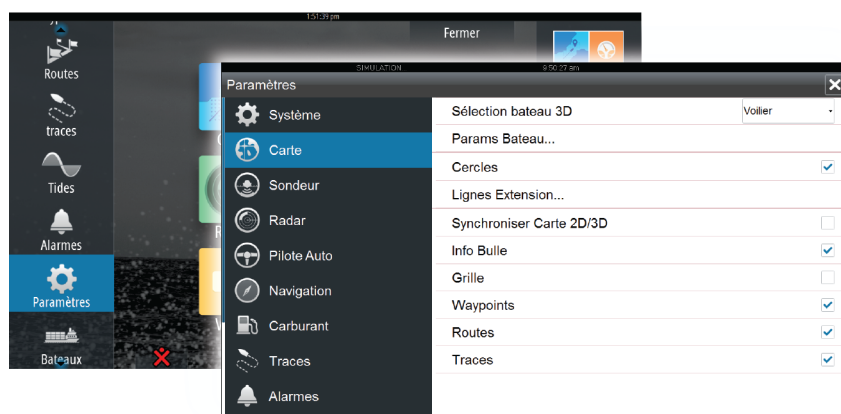 1:51:39 pm
Fermer
Routes
traces
Tides
Alarmes
Paramètres
Bateaux
SIMULATION
9:50:27 am
Paramètres
Système
Carte
Sondeur
Radar
Pilote Auto
Navigation
Carburant
Traces
Alarmes
Sélection bateau 3D
Voilier
Params Bateau...
Cercles
Lignes Extension...
Synchroniser Carte 2D/3D
Info Bulle
Grille
Waypoints
Routes
Traces